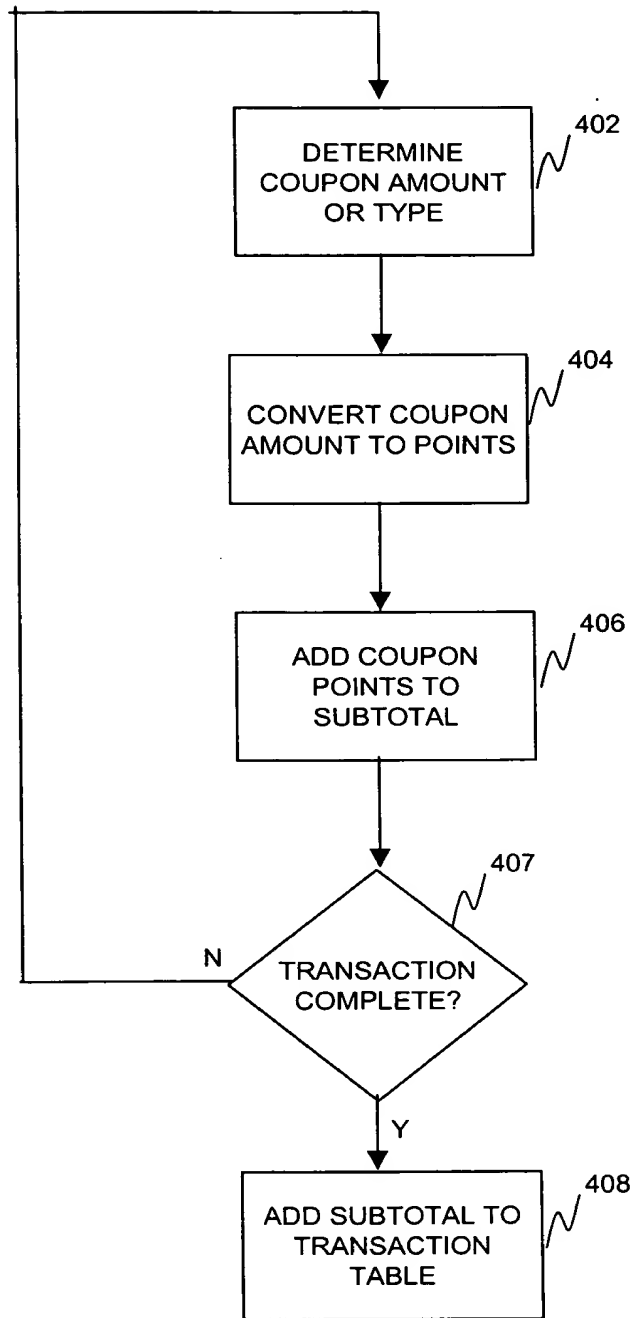 402
DETERMINE
COUPON AMOUNT
OR TYPE
404
CONVERT COUPON
AMOUNT TO POINTS
406
ADD COUPON
POINTS TO
SUBTOTAL
407
N
TRANSACTION
COMPLETE?
Y
408
ADD SUBTOTAL TO
TRANSACTION
TABLE